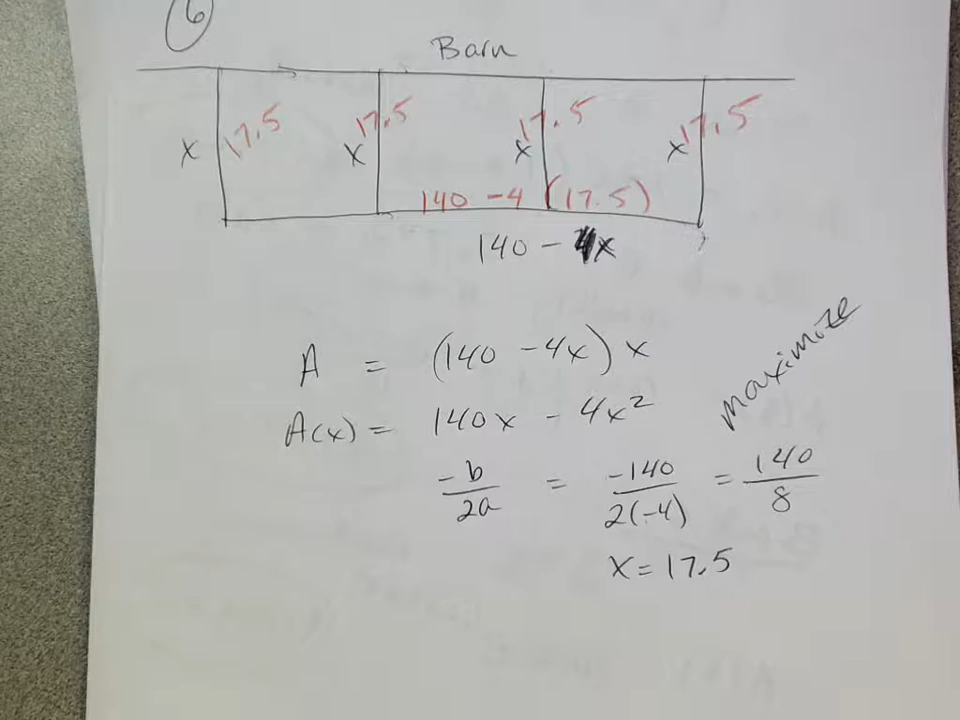 6
Barn
17.5 17.5 17.5 17.5
x x x x
140 - 4 (17.5)
140 - 4x
A = (140 - 4x) x
A(x) = 140x - 4x²
maximize
-b/2a = -140/2(-4) = 140/8
x = 17.5